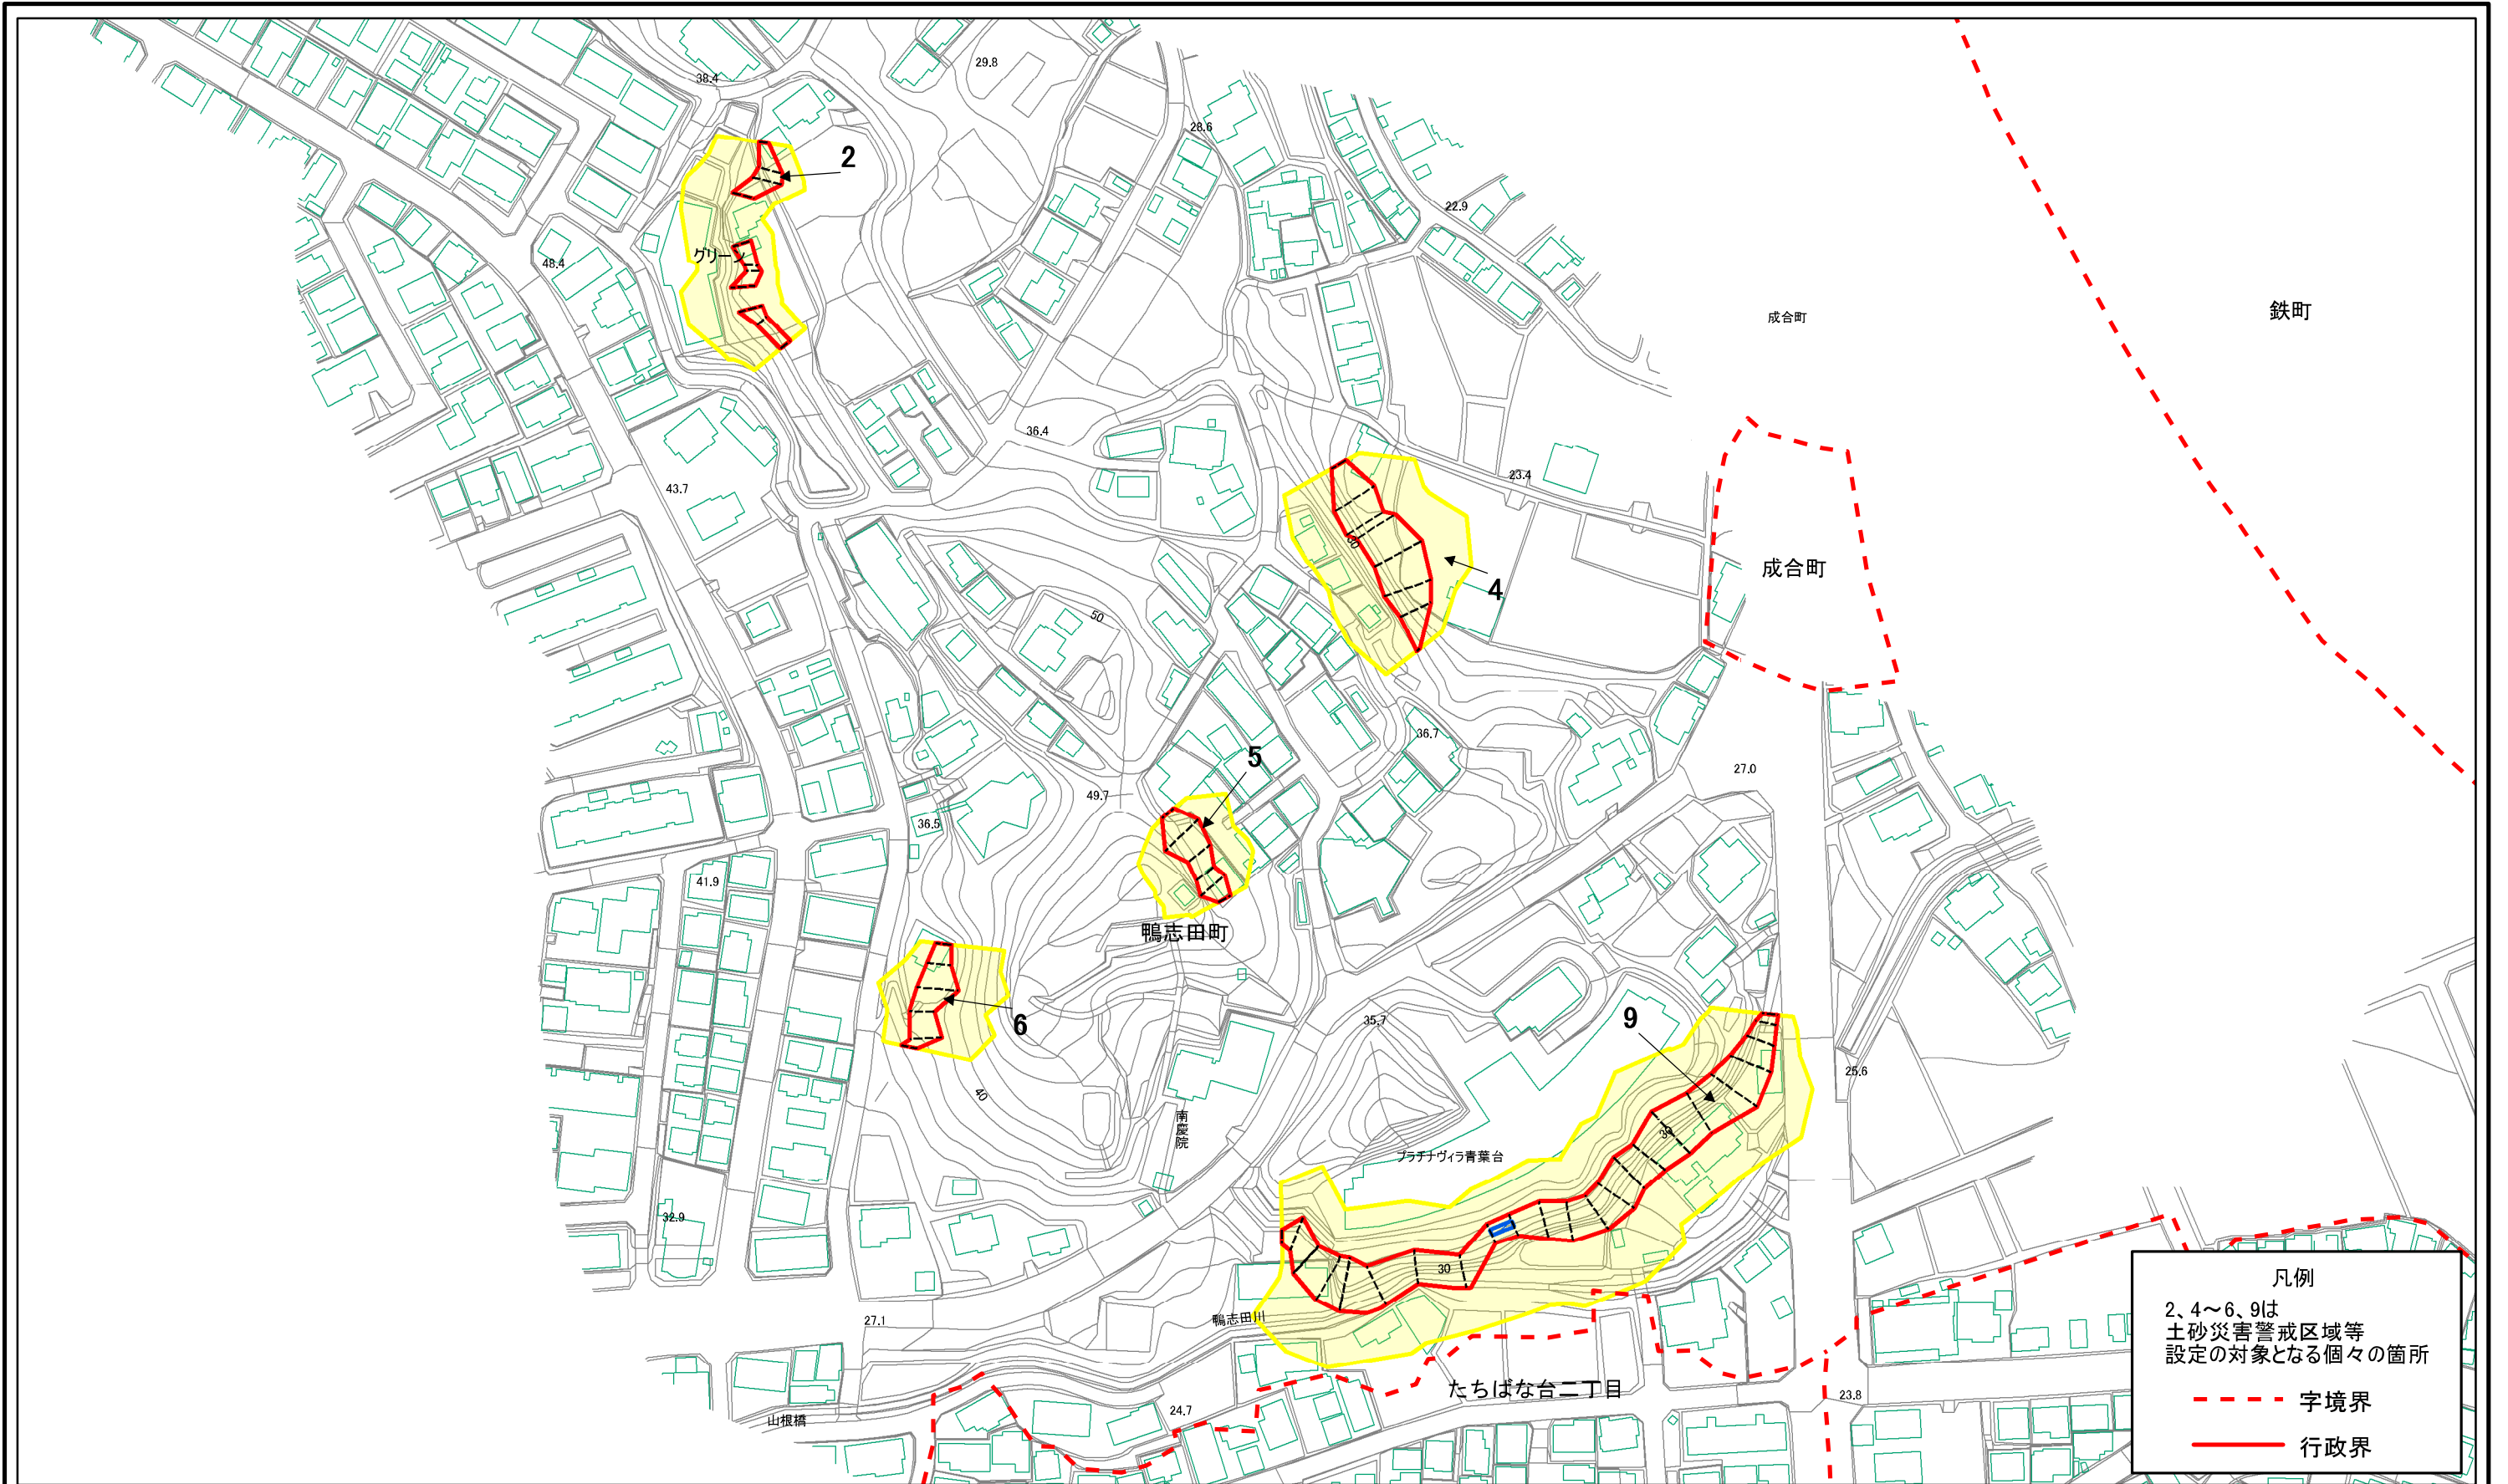 29.8
38.4
2
28.6
22.9
グリーン
48.4
成合町
鉄町
36.4
43.7
23.4
30
成合町
4
50
36.7
5
27.0
49.7
36.5
41.9
鴨志田町
6
35.7
9
25.6
40
南慶院
30
プラチナヴィラ青葉台
32.9
30
鴨志田川
27.1
たちばな台二丁目
24.7
23.8
山根橋
凡例
2、4～6、9は
土砂災害警戒区域等
設定の対象となる個々の箇所
字境界
行政界